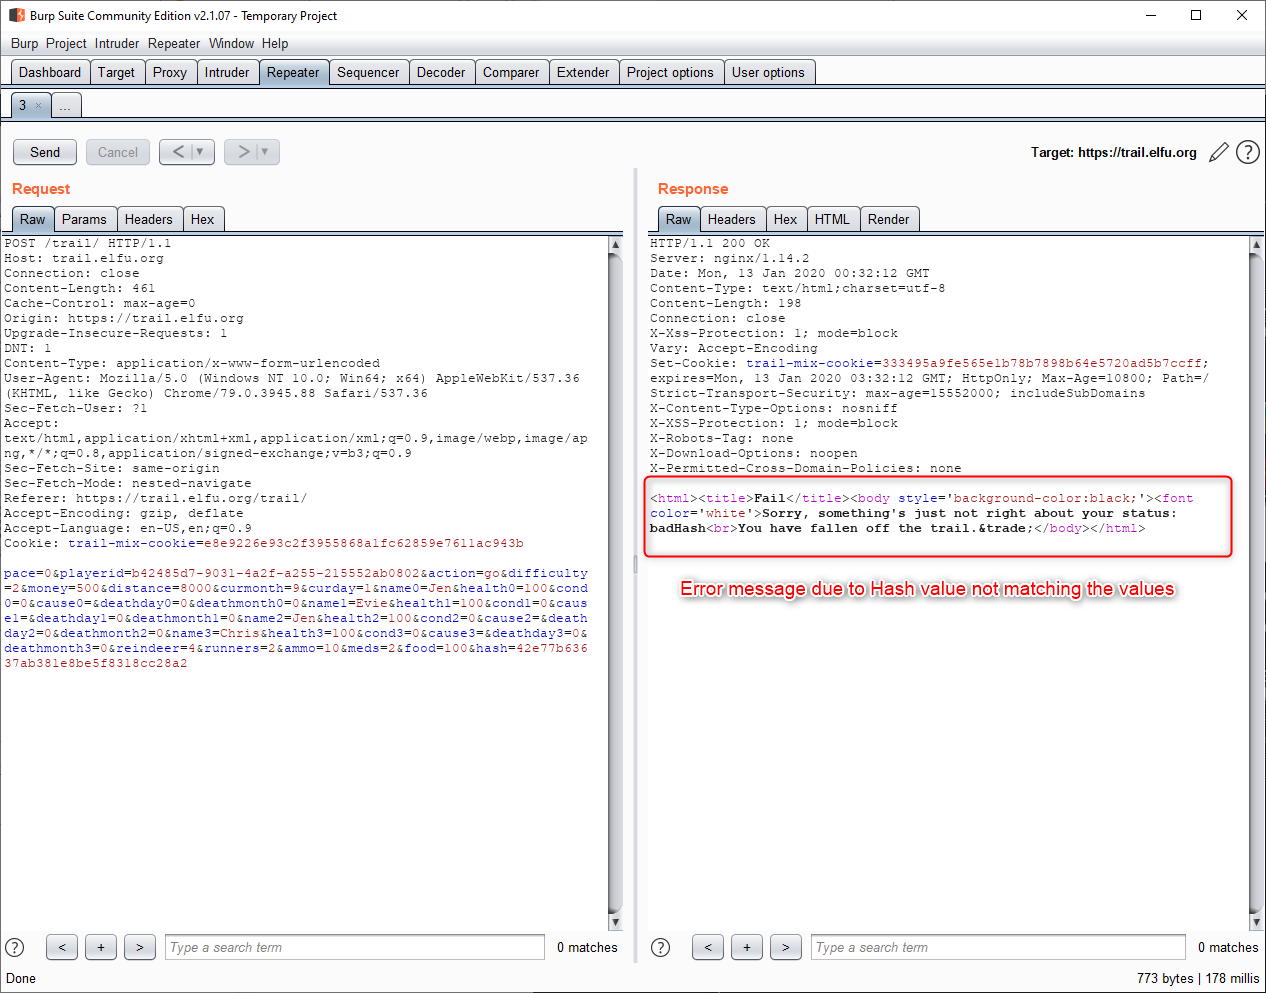 Burp Suite Community Edition v2.1.07 - Temporary Project
Burp Project Intruder Repeater Window Help
Dashboard Target Proxy Intruder Repeater Sequencer Decoder Comparer Extender Project options User options
3 × ...
Send Cancel < | ▼ > | ▼ Target: https://trail.elfu.org ?
Request
Raw Params Headers Hex
POST /trail/ HTTP/1.1
Host: trail.elfu.org
Connection: close
Content-Length: 461
Cache-Control: max-age=0
Origin: https://trail.elfu.org
Upgrade-Insecure-Requests: 1
DNT: 1
Content-Type: application/x-www-form-urlencoded
User-Agent: Mozilla/5.0 (Windows NT 10.0; Win64; x64) AppleWebKit/537.36
(KHTML, like Gecko) Chrome/79.0.3945.88 Safari/537.36
Sec-Fetch-User: ?1
Accept:
text/html,application/xhtml+xml,application/xml;q=0.9,image/webp,image/ap
ng,*/*;q=0.8,application/signed-exchange;v=b3;q=0.9
Sec-Fetch-Site: same-origin
Sec-Fetch-Mode: nested-navigate
Referer: https://trail.elfu.org/trail/
Accept-Encoding: gzip, deflate
Accept-Language: en-US,en;q=0.9
Cookie: trail-mix-cookie=e8e9226e93c2f3955868a1fc62859e7611ac943b
pace=0&playerid=b42485d7-9031-4a2f-a255-215552ab0802&action=go&difficulty
=2&money=500&distance=8000&curmonth=9&curday=1&name0=Jen&health0=100&cond
0=0&cause0=&deathday0=0&deathmonth0=0&name1=Evie&health1=100&cond1=0&caus
e1=&deathday1=0&deathmonth1=0&name2=Jen&health2=100&cond2=0&cause2=&death
day2=0&deathmonth2=0&name3=Chris&health3=100&cond3=0&cause3=&deathday3=0&
deathmonth3=0&reindeer=4&runners=2&ammo=10&meds=2&food=100&hash=42e77b636
37ab381e8be5f8318cc28a2
? < + > Type a search term 0 matches
Response
Raw Headers Hex HTML Render
HTTP/1.1 200 OK
Server: nginx/1.14.2
Date: Mon, 13 Jan 2020 00:32:12 GMT
Content-Type: text/html;charset=utf-8
Content-Length: 198
Connection: close
X-Xss-Protection: 1; mode=block
Vary: Accept-Encoding
Set-Cookie: trail-mix-cookie=333495a9fe565e1b78b7898b64e5720ad5b7ccff;
expires=Mon, 13 Jan 2020 03:32:12 GMT; HttpOnly; Max-Age=10800; Path=/
Strict-Transport-Security: max-age=15552000; includeSubDomains
X-Content-Type-Options: nosniff
X-XSS-Protection: 1; mode=block
X-Robots-Tag: none
X-Download-Options: noopen
X-Permitted-Cross-Domain-Policies: none
<html><title>Fail</title><body style='background-color:black;'><font
color='white'>Sorry, something's just not right about your status:
badHash<br>You have fallen off the trail.&trade;</body></html>
Error message due to Hash value not matching the values
? < + > Type a search term 0 matches
Done 773 bytes | 178 millis